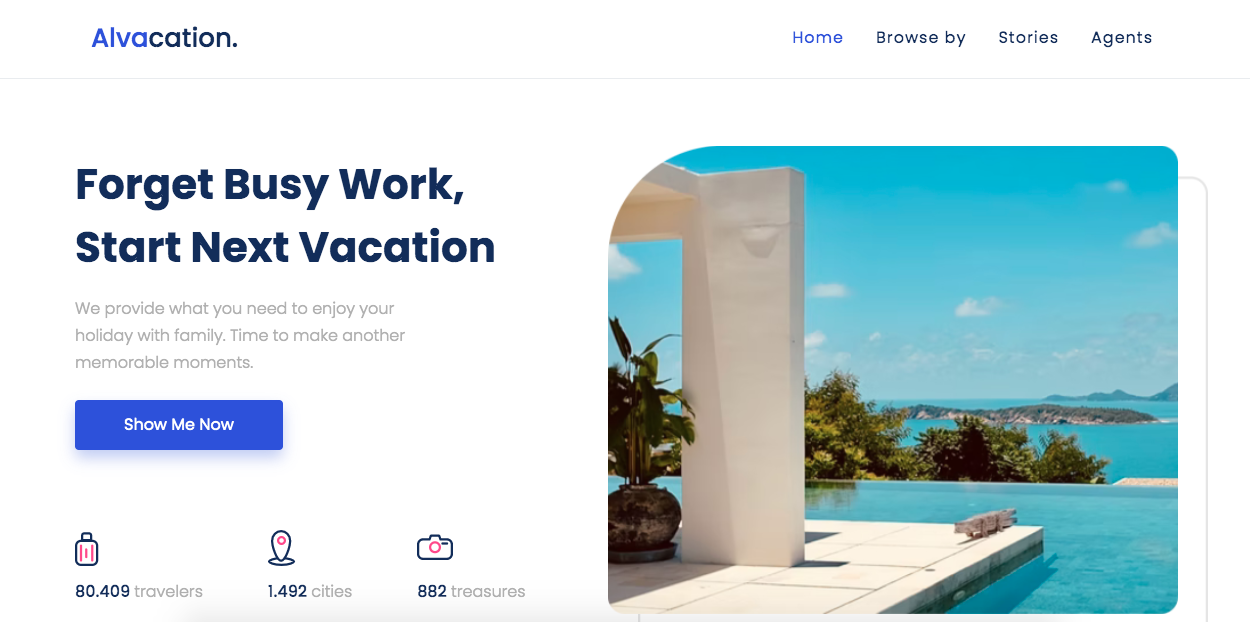 Alvacation.
Home Browse by Stories Agents
Forget Busy Work,
Start Next Vacation
We provide what you need to enjoy your
holiday with family. Time to make another
memorable moments.
Show Me Now
80.409 travelers 1.492 cities 882 treasures